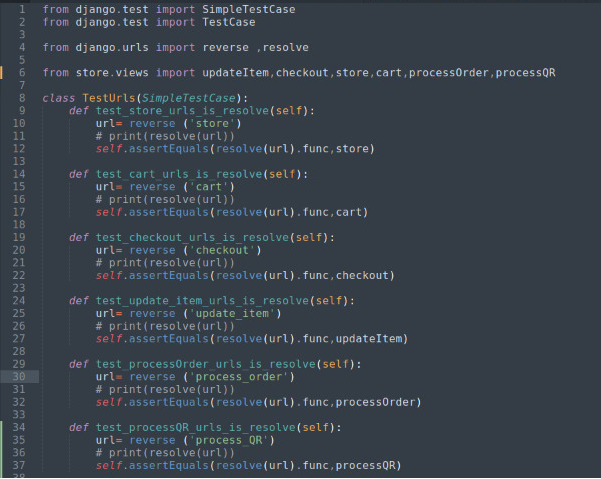 1 from django.test import SimpleTestCase
2 from django.test import TestCase
3
4 from django.urls import reverse ,resolve
5
6 from store.views import updateItem,checkout,store,cart,processOrder,processQR
7
8 class TestUrls(SimpleTestCase):
9     def test_store_urls_is_resolve(self):
10         url= reverse ('store')
11         # print(resolve(url))
12         self.assertEquals(resolve(url).func,store)
13
14     def test_cart_urls_is_resolve(self):
15         url= reverse ('cart')
16         # print(resolve(url))
17         self.assertEquals(resolve(url).func,cart)
18
19     def test_checkout_urls_is_resolve(self):
20         url= reverse ('checkout')
21         # print(resolve(url))
22         self.assertEquals(resolve(url).func,checkout)
23
24     def test_update_item_urls_is_resolve(self):
25         url= reverse ('update_item')
26         # print(resolve(url))
27         self.assertEquals(resolve(url).func,updateItem)
28
29     def test_processOrder_urls_is_resolve(self):
30         url= reverse ('process_order')
31         # print(resolve(url))
32         self.assertEquals(resolve(url).func,processOrder)
33
34     def test_processQR_urls_is_resolve(self):
35         url= reverse ('process_QR')
36         # print(resolve(url))
37         self.assertEquals(resolve(url).func,processQR)
38